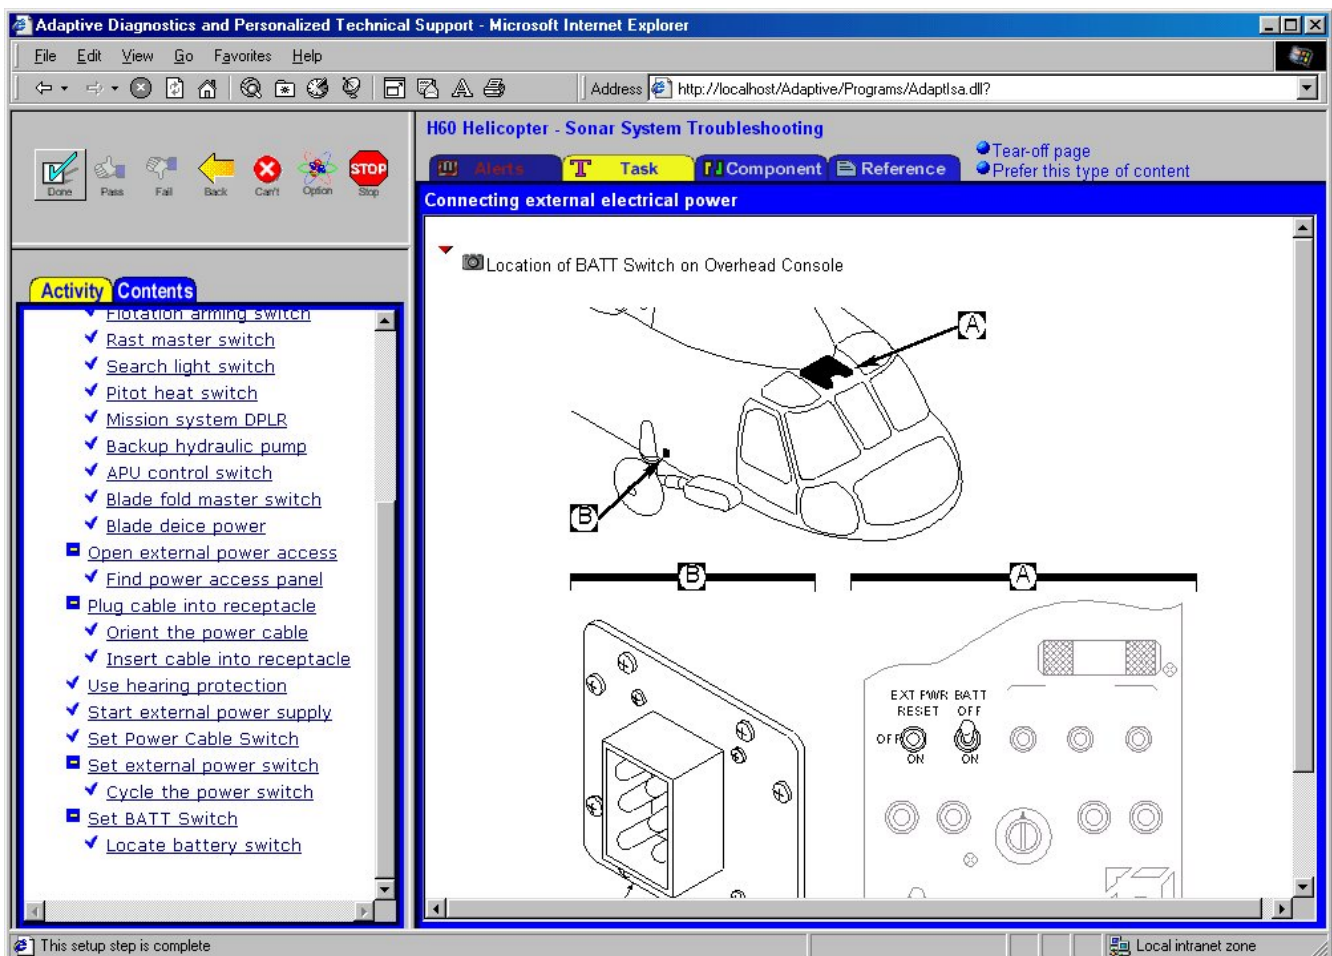 Adaptive Diagnostics and Personalized Technical Support - Microsoft Internet Explorer
File Edit View Go Favorites Help
Address http://localhost/Adaptive/Programs/AdaptIsa.dll?
Done Pass Fail Back Can't Option Stop
STOP
Activity Contents
Flotation arming switch
Rast master switch
Search light switch
Pitot heat switch
Mission system DPLR
Backup hydraulic pump
APU control switch
Blade fold master switch
Blade deice power
Open external power access
Find power access panel
Plug cable into receptacle
Orient the power cable
Insert cable into receptacle
Use hearing protection
Start external power supply
Set Power Cable Switch
Set external power switch
Cycle the power switch
Set BATT Switch
Locate battery switch
H60 Helicopter - Sonar System Troubleshooting
Alerts T Task Component Reference
Tear-off page
Prefer this type of content
Connecting external electrical power
Location of BATT Switch on Overhead Console
A
B
B A
EXT PWR BATT
RESET OFF
OFF
ON ON
This setup step is complete
Local intranet zone